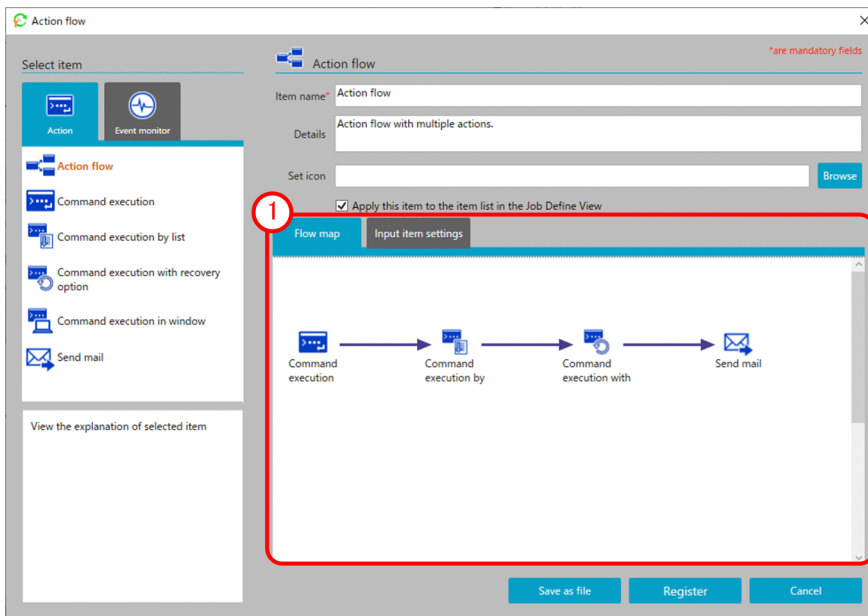 Action flow
Select item
Action
Event monitor
Action flow
Command execution
Command execution by list
Command execution with recovery
option
Command execution in window
Send mail
View the explanation of selected item
*are mandatory fields
Action flow
Item name*
Action flow
Details
Action flow with multiple actions.
Set icon
Browse
Apply this item to the item list in the Job Define View
1
Flow map
Input item settings
Command
execution
Command
execution by
Command
execution with
Send mail
Save as file
Register
Cancel